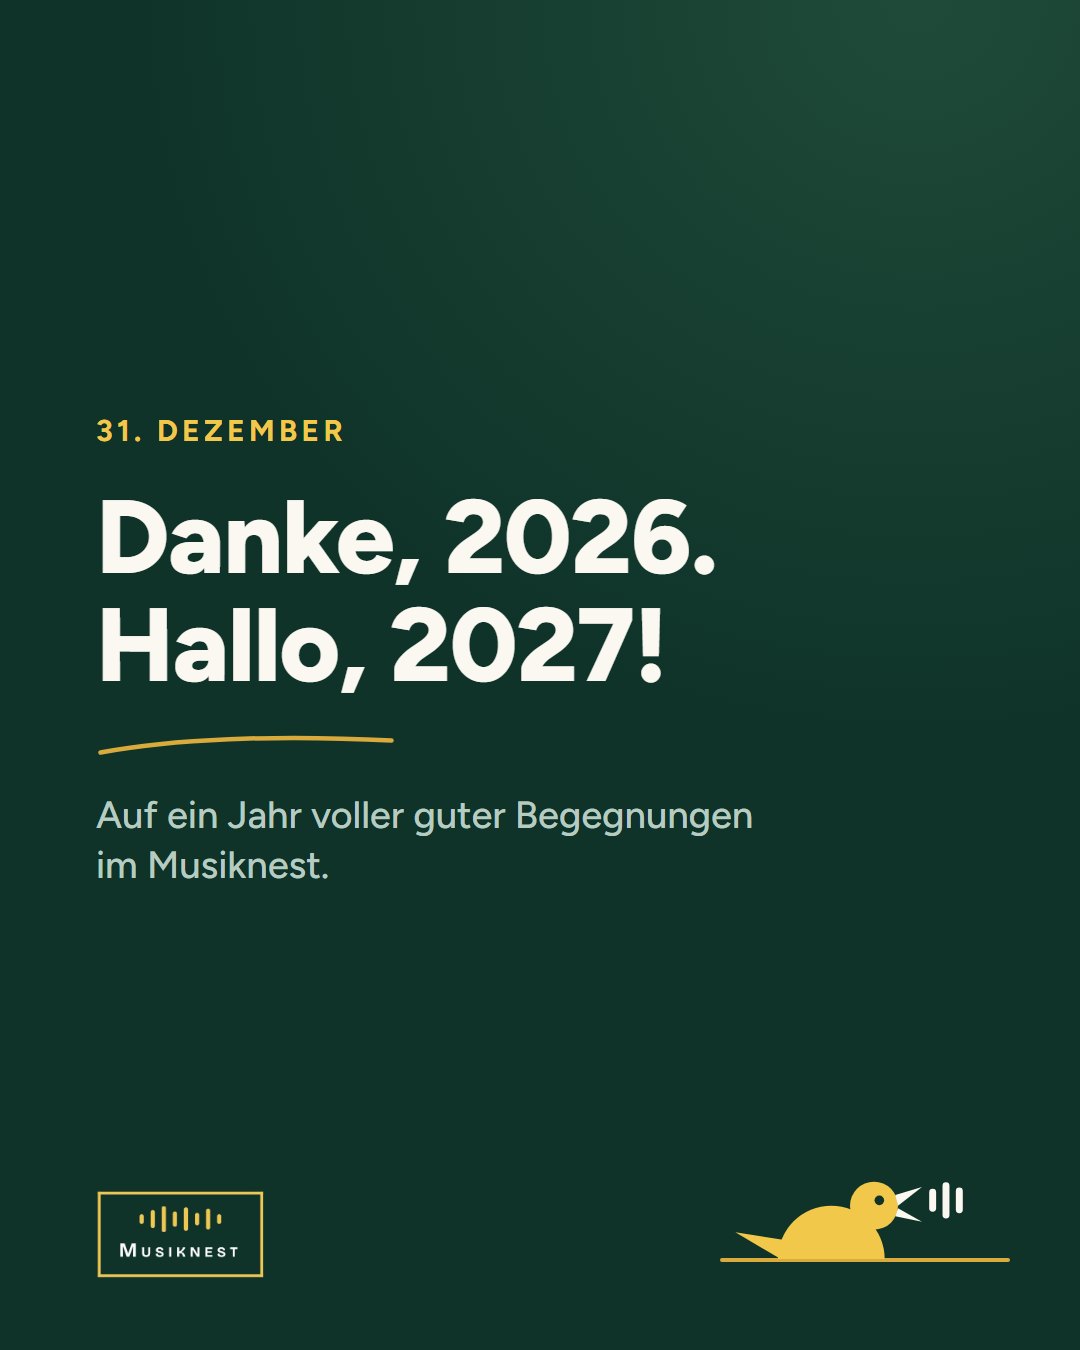 31. DEZEMBER
Danke, 2026.
Hallo, 2027!
Auf ein Jahr voller guter Begegnungen
im Musiknest.
MUSIKNEST